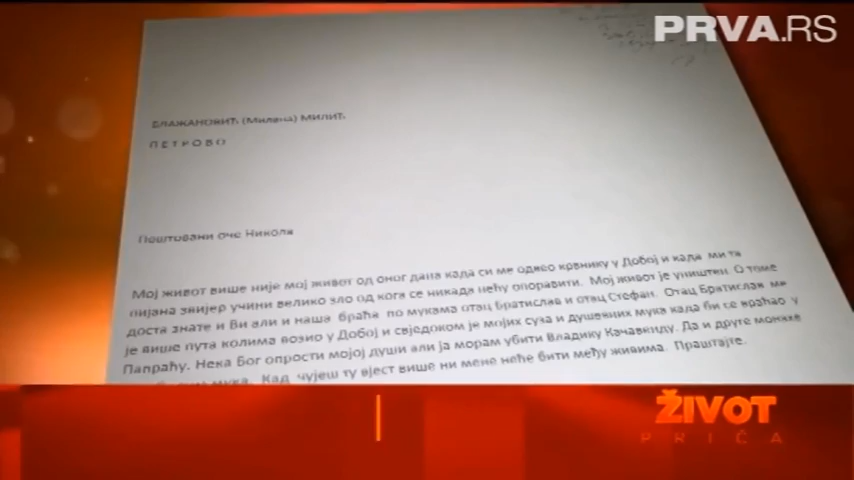 PRVA.RS
БЛАЖАНОВИЋ (Милена) МИЛИЋ
ПЕТРОВО
Поштовани оче Никола
Мој живот више није мој живот од оног дана када си ме одвео крвнику у Добој и када ми та
пијана звијер учини велико зло од кога се никада нећу опоравити. Мој живот је уништен. О томе
доста знате и Ви али и наша браћа по мукама отац Братислав и отац Стефан. Отац Братислав ме
је више пута колима возио у Добој и свједоком је мојих суза и душевних мука када би се враћао у
Папраћу. Нека Бог опрости мојој души али ја морам убити Владику Качавенду. Да и друге монахе
мука. Кад чујеш ту вјест више ни мене неће бити међу живима. Праштајте.
ŽIVOT
PRIČA